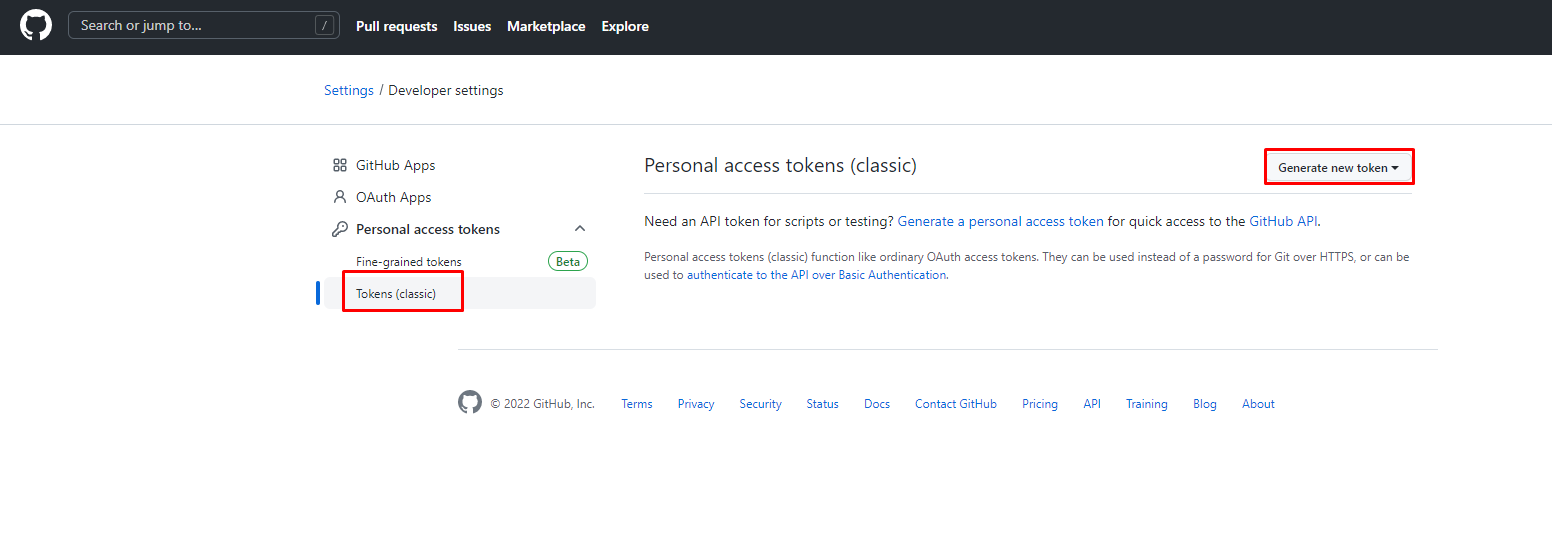 Search or jump to... /
Pull requests Issues Marketplace Explore
Settings / Developer settings
GitHub Apps
OAuth Apps
Personal access tokens
Fine-grained tokens Beta
Tokens (classic)
Personal access tokens (classic)
Generate new token
Need an API token for scripts or testing? Generate a personal access token for quick access to the GitHub API.
Personal access tokens (classic) function like ordinary OAuth access tokens. They can be used instead of a password for Git over HTTPS, or can be
used to authenticate to the API over Basic Authentication.
© 2022 GitHub, Inc. Terms Privacy Security Status Docs Contact GitHub Pricing API Training Blog About